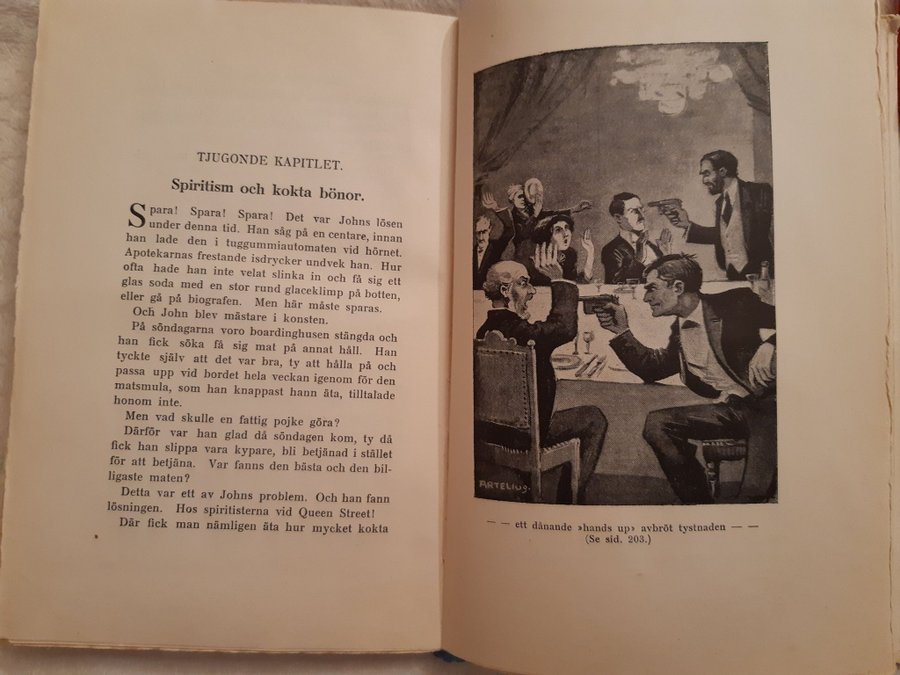 TJUGONDE KAPITLET.
Spiritism och kokta bönor.
Spara! Spara! Spara! Det var Johns lösen
under denna tid. Han såg på en centare, innan
han lade den i tuggummiautomaten vid hörnet.
Apotekarnas frestande isdrycker undvek han. Hur
ofta hade han inte velat slinka in och få sig ett
glas soda med en stor rund glaceklimp på botten,
eller gå på biografen. Men här måste sparas.
Och John blev mästare i konsten.
På söndagarna voro boardinghusen stängda och
han fick söka få sig mat på annat håll. Han
tyckte själv att det var bra, ty att hålla på och
passa upp vid bordet hela veckan igenom för den
matsmula, som han knappast hann äta, tilltalade
honom inte.
Men vad skulle en fattig pojke göra?
Därför var han glad då söndagen kom, ty då
fick han slippa vara kypare, bli betjänad i stället
för att betjäna. Var fanns den bästa och den bil-
ligaste maten?
Detta var ett av Johns problem. Och han fann
lösningen. Hos spiritisterna vid Queen Street!
Där fick man nämligen äta hur mycket kokta
ARTELIUS.
— — ett dånande »hands up» avbröt tystnaden — —
(Se sid. 203.)